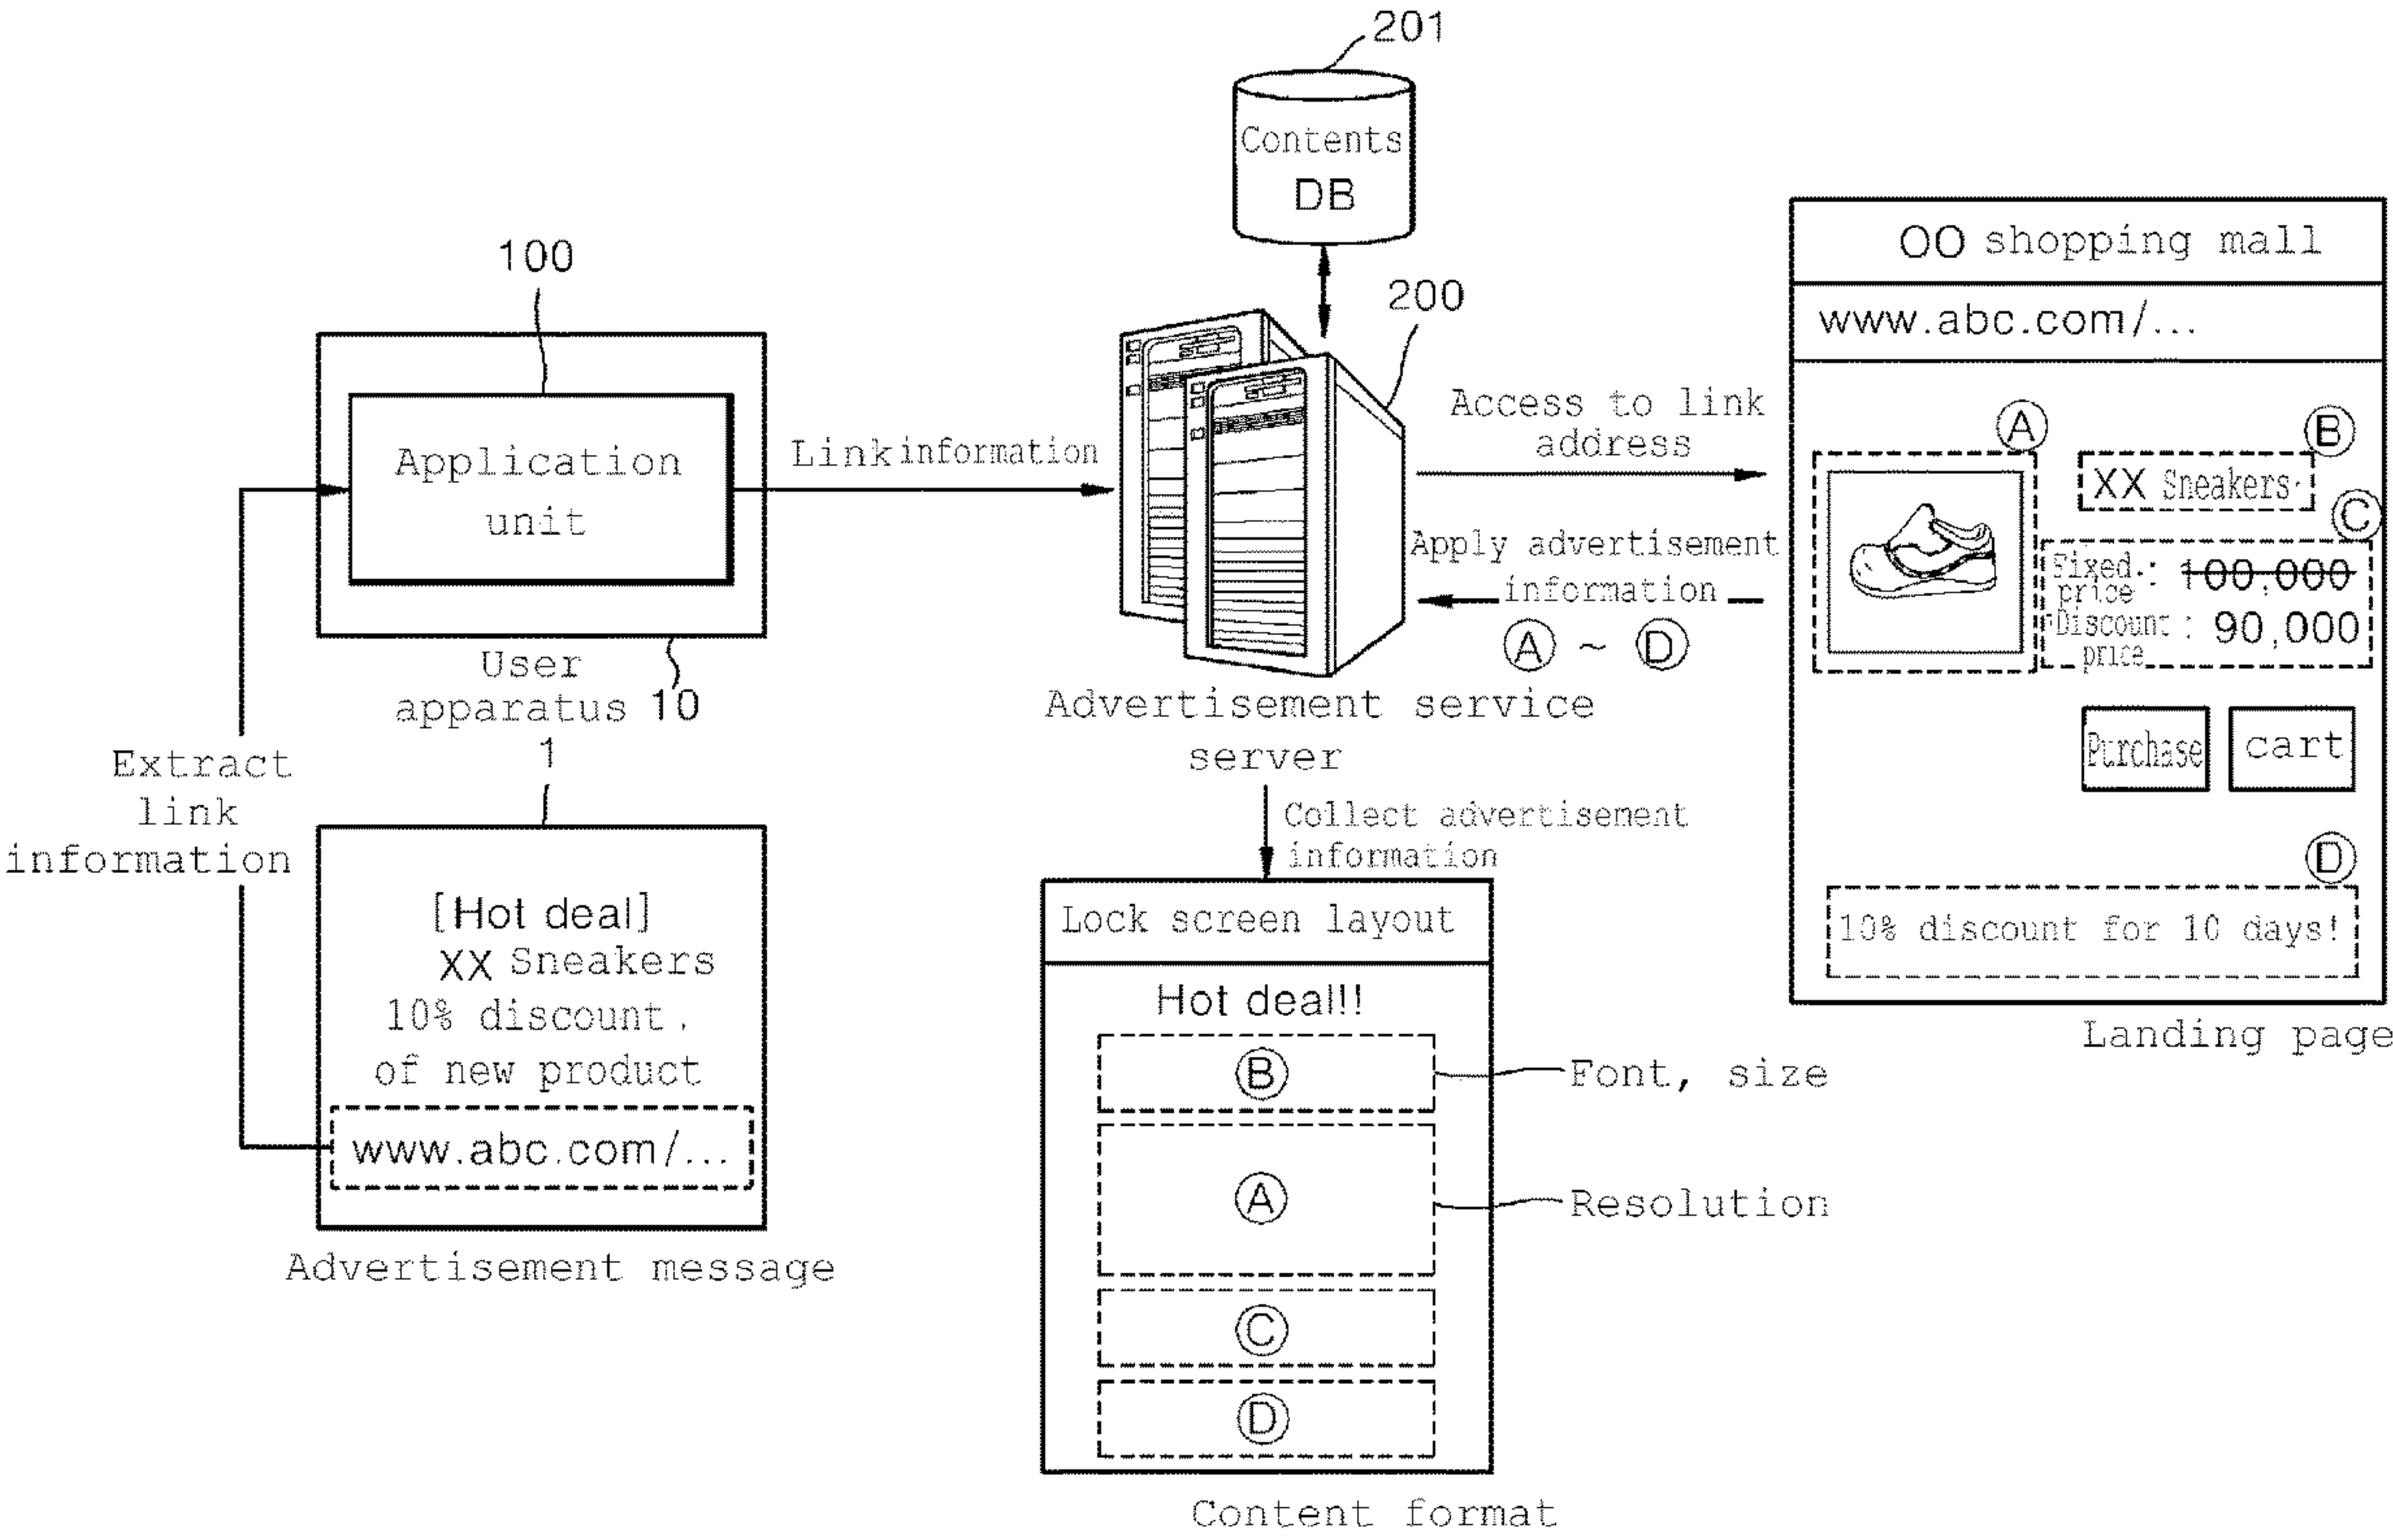 201
Contents
DB
100
200
Application
unit
User
apparatus 10
Link information
Extract
link
information
1
[Hot deal]
XX Sneakers
10% discount.
of new product
www.abc.com/...
Advertisement message
Advertisement service
server
Access to link
address
Apply advertisement
information
A ~ D
Collect advertisement
information
Lock screen layout
Hot deal!!
B
Font, size
A
Resolution
C
D
Content format
OO shopping mall
www.abc.com/...
A
B
XX Sneakers
C
Fixed price : 100,000
Discount price : 90,000
Purchase
cart
D
10% discount for 10 days!
Landing page